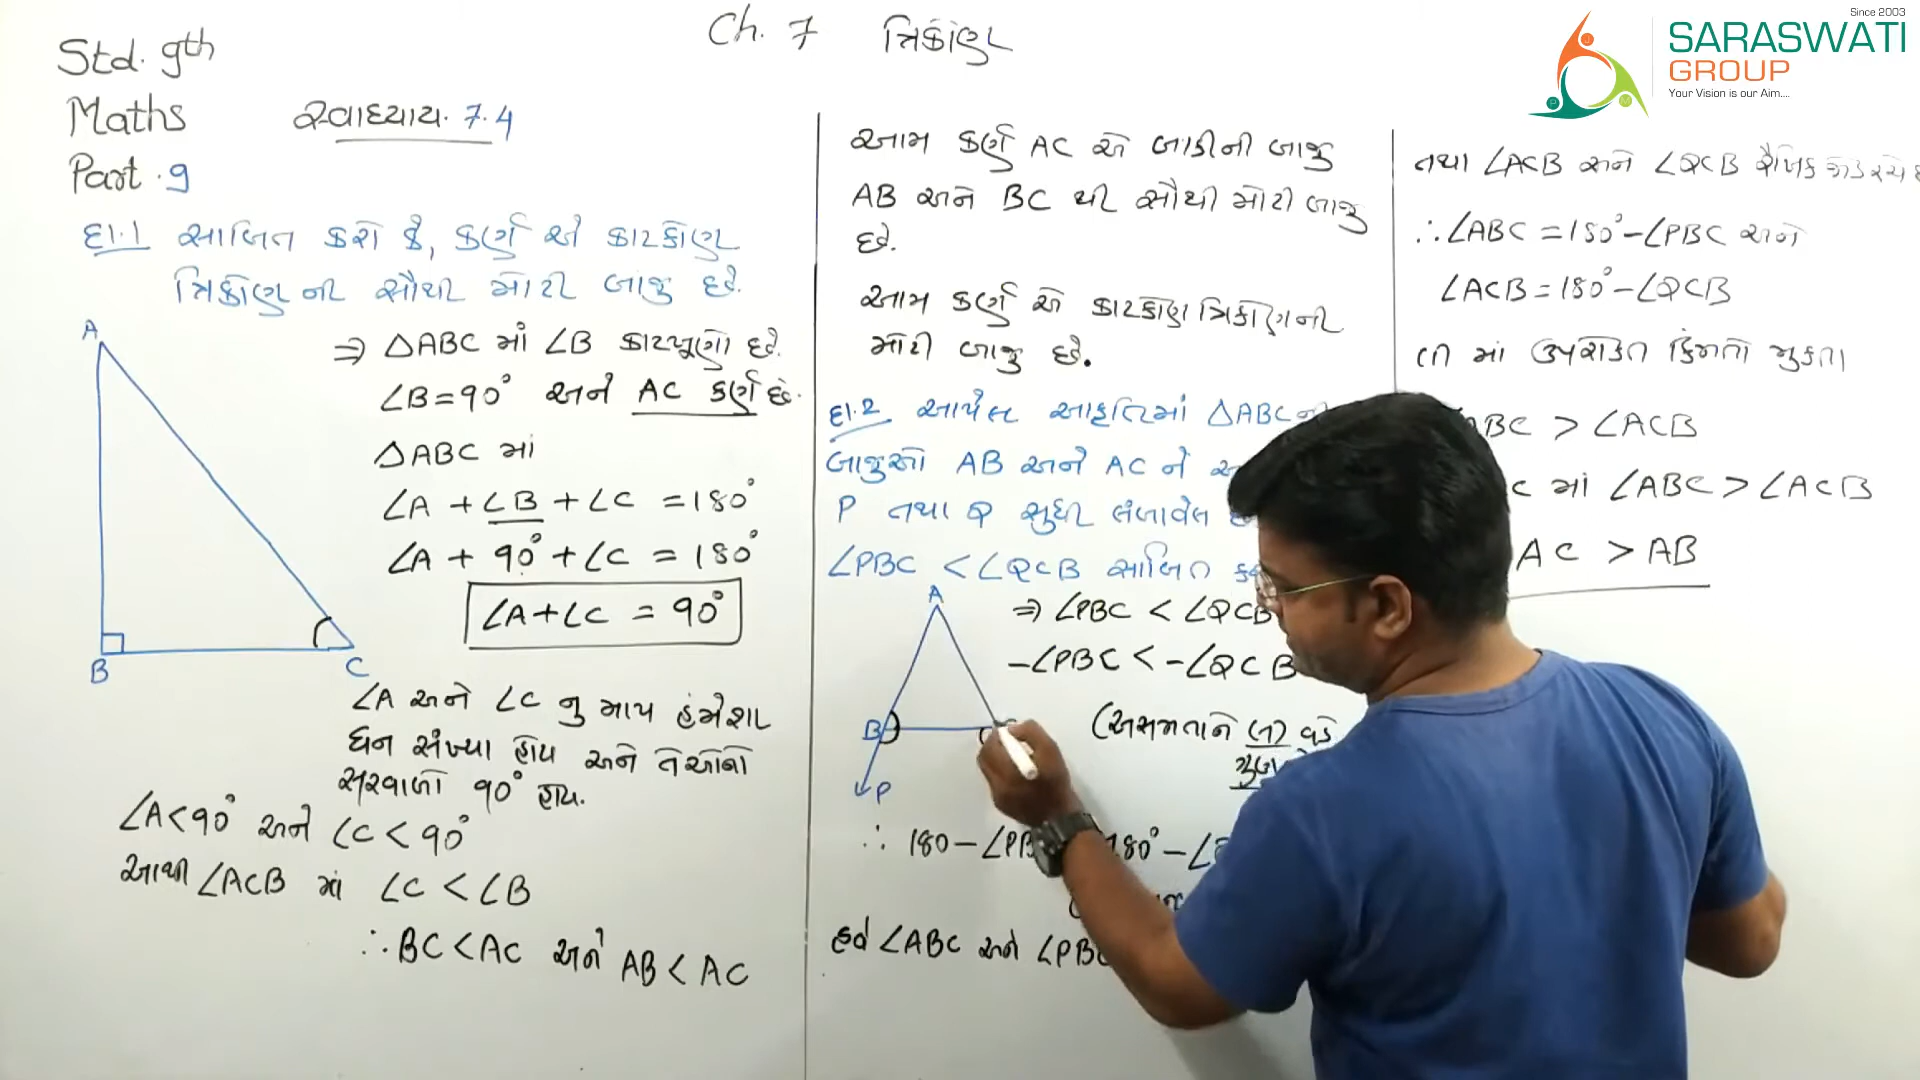 Since 2003
SARASWATI
GROUP
Your Vision is our Aim....
Ch. 7 ત્રિકોણ
Std. 9th
Maths સ્વાધ્યાય. 7.4
Part. 9
દા.1 સાબિત કરો કે, કર્ણ એ કાટકોણ
ત્રિકોણ ની સૌથી મોટી બાજુ છે.
A
B
C
⇒ △ABC માં ∠B કાટખૂણો છે.
∠B = 90° અને AC કર્ણ છે.
△ABC માં
∠A + ∠B + ∠C = 180°
∠A + 90° + ∠C = 180°
∠A + ∠C = 90°
∠A અને ∠C નુ માપ હંમેશા
ધન સંખ્યા હોય અને તેઓનો
સરવાળો 90° હોય.
∠A < 90° અને ∠C < 90°
આથી ∠ACB માં ∠C < ∠B
∴ BC < AC અને AB < AC
આમ કર્ણ AC એ બાકીની બાજુ
AB અને BC થી સૌથી મોટી બાજુ
છે.
આમ કર્ણ એ કાટકોણ ત્રિકોણની
મોટી બાજુ છે.
દા.2 આપેલ આકૃતિમાં △ABC ની
બાજુઓ AB અને AC ને
P તથા Q સુધી લંબાવેલ છે
∠PBC < ∠QCB સાબિત
A
B
P
⇒ ∠PBC < ∠QCB
-∠PBC < -∠QCB
(અસમતાને (-1) વડે
∴ 180 - ∠PB 180° - ∠
હવે ∠ABC અને ∠PBC
તથા ∠ACB અને ∠QCB રૈખિક જોડ રચે છે
∴ ∠ABC = 180° - ∠PBC અને
∠ACB = 180° - ∠QCB
માં ઉપરોક્ત કિંમતો મુકતા
BC > ∠ACB
C માં ∠ABC > ∠ACB
AC > AB